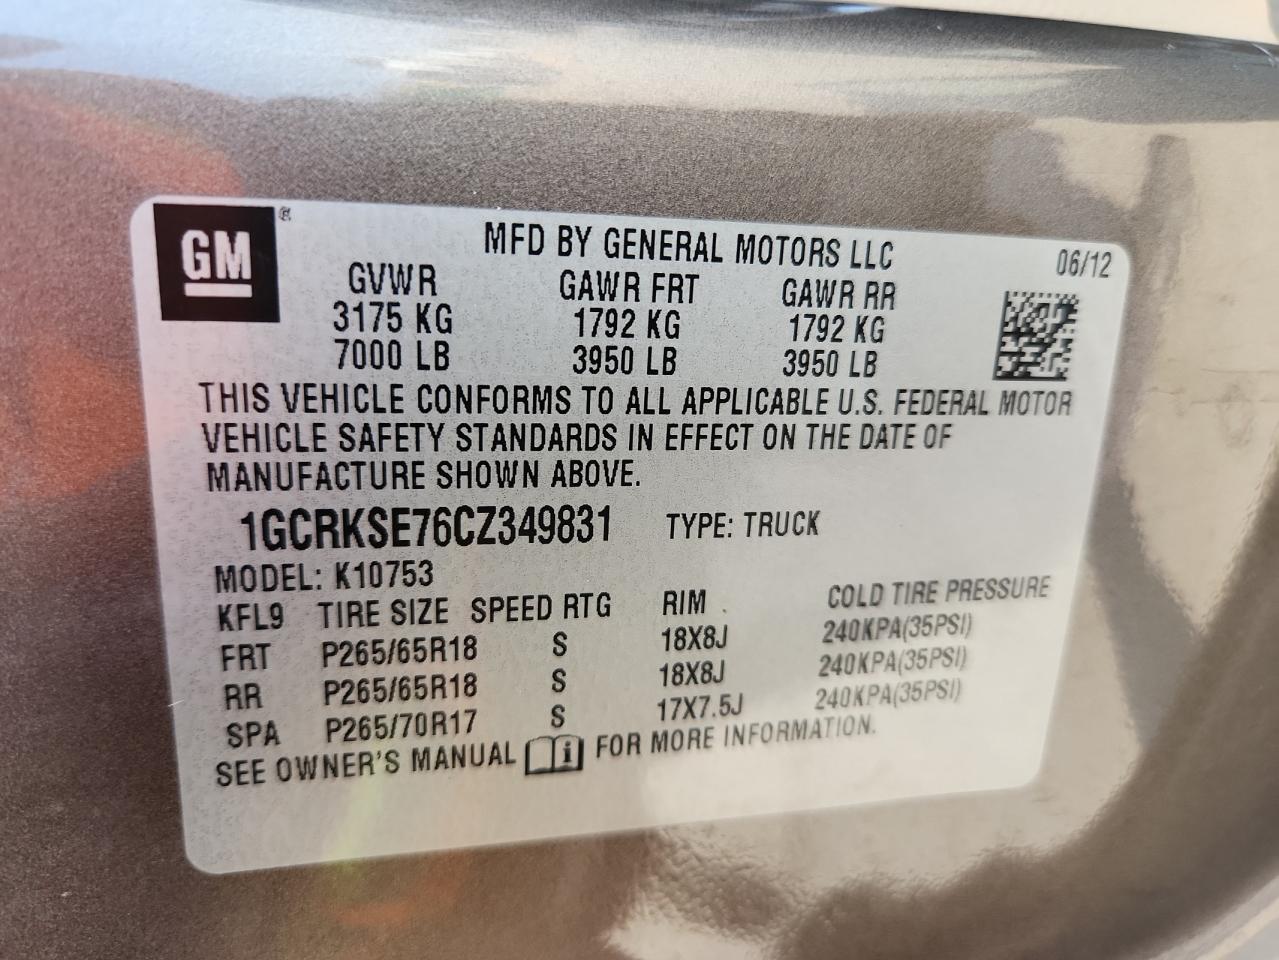 GM ®
MFD BY GENERAL MOTORS LLC 06/12
GVWR GAWR FRT GAWR RR
3175 KG 1792 KG 1792 KG
7000 LB 3950 LB 3950 LB
THIS VEHICLE CONFORMS TO ALL APPLICABLE U.S. FEDERAL MOTOR
VEHICLE SAFETY STANDARDS IN EFFECT ON THE DATE OF
MANUFACTURE SHOWN ABOVE.
1GCRKSE76CZ349831 TYPE: TRUCK
MODEL: K10753
KFL9 TIRE SIZE SPEED RTG RIM COLD TIRE PRESSURE
FRT P265/65R18 S 18X8J 240KPA(35PSI)
RR P265/65R18 S 18X8J 240KPA(35PSI)
SPA P265/70R17 S 17X7.5J 240KPA(35PSI)
SEE OWNER'S MANUAL i FOR MORE INFORMATION.